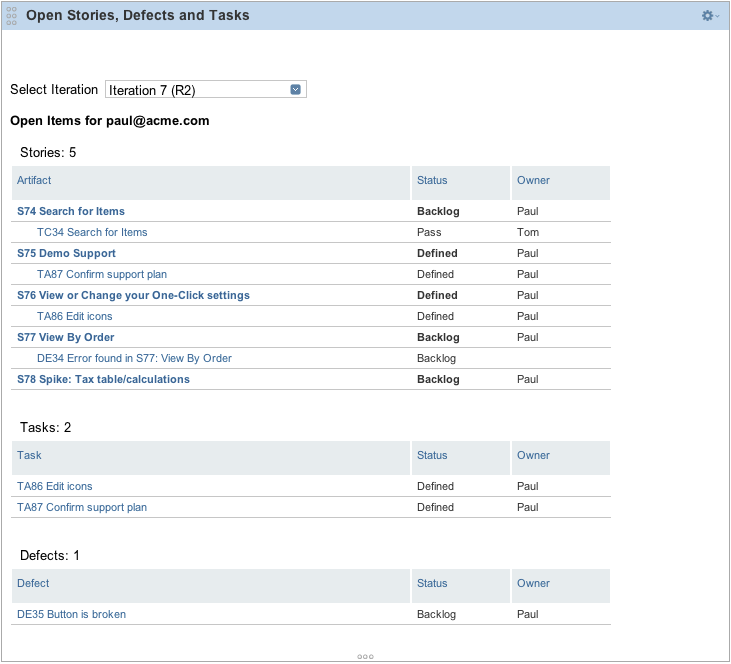 Open Stories, Defects and Tasks
Select Iteration Iteration 7 (R2)
Open Items for paul@acme.com
Stories: 5
Artifact Status Owner
S74 Search for Items Backlog Paul
TC34 Search for Items Pass Tom
S75 Demo Support Defined Paul
TA87 Confirm support plan Defined Paul
S76 View or Change your One-Click settings Defined Paul
TA86 Edit icons Defined Paul
S77 View By Order Backlog Paul
DE34 Error found in S77: View By Order Backlog
S78 Spike: Tax table/calculations Backlog Paul
Tasks: 2
Task Status Owner
TA86 Edit icons Defined Paul
TA87 Confirm support plan Defined Paul
Defects: 1
Defect Status Owner
DE35 Button is broken Backlog Paul